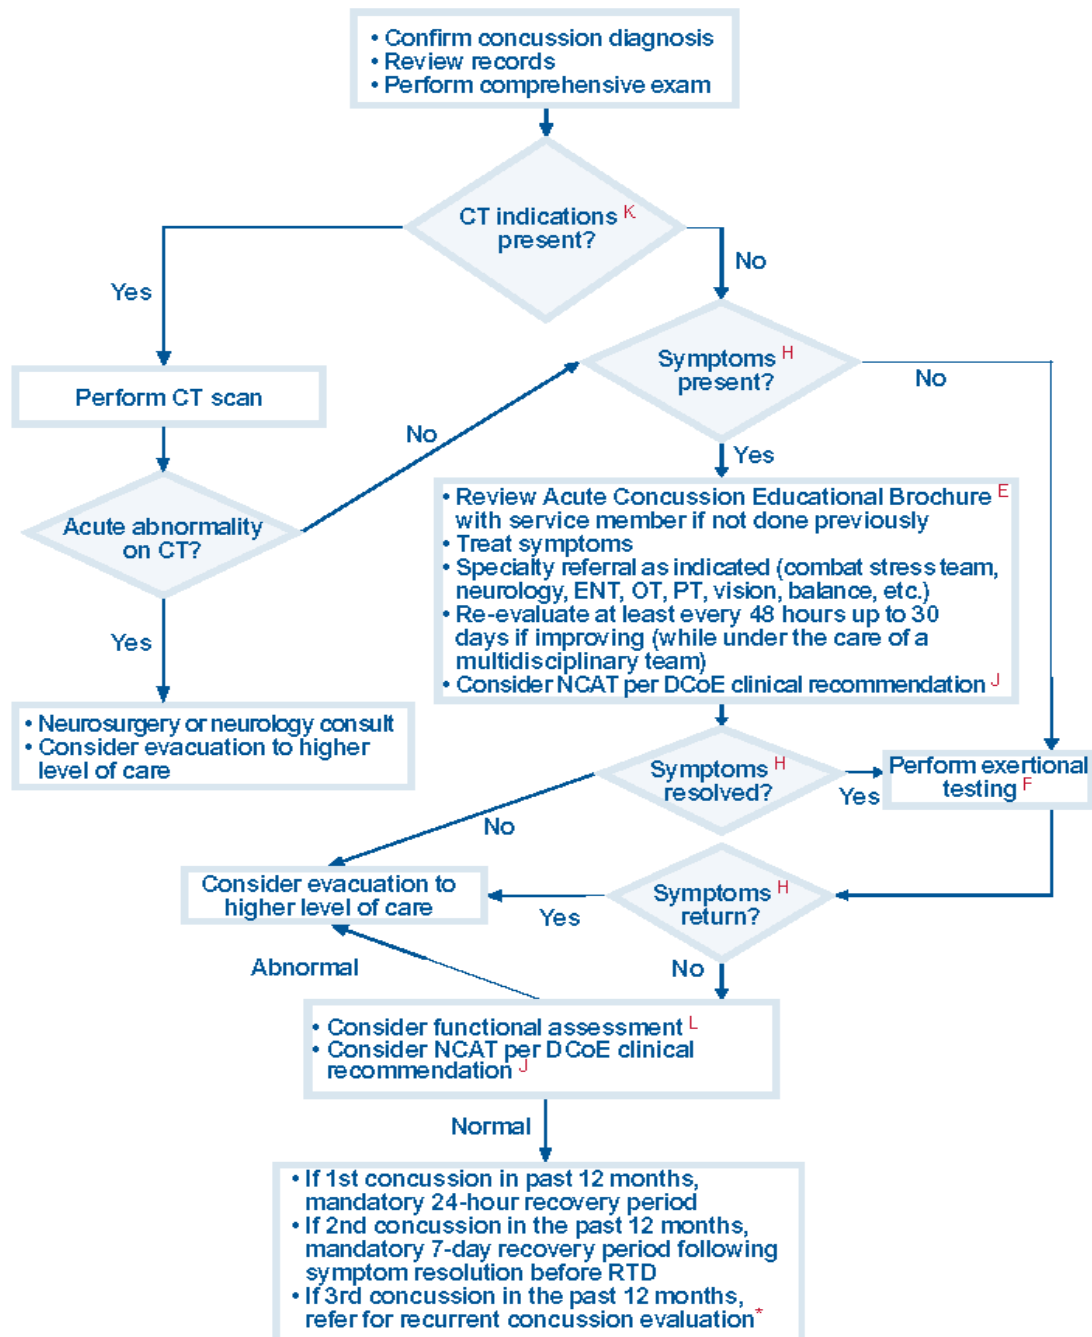 • Confirm concussion diagnosis
• Review records
• Perform comprehensive exam
CT indications K
present?
Yes
No
Perform CT scan
Symptoms H
present?
No
No
Yes
Acute abnormality
on CT?
• Review Acute Concussion Educational Brochure E
with service member if not done previously
• Treat symptoms
• Specialty referral as indicated (combat stress team,
neurology, ENT, OT, PT, vision, balance, etc.)
• Re-evaluate at least every 48 hours up to 30
days if improving (while under the care of a
multidisciplinary team)
• Consider NCAT per DCoE clinical recommendation J
Yes
• Neurosurgery or neurology consult
• Consider evacuation to higher
level of care
Symptoms H
resolved?
Yes
Perform exertional
testing F
No
Consider evacuation to
higher level of care
Yes
Symptoms H
return?
Abnormal
No
• Consider functional assessment L
• Consider NCAT per DCoE clinical
recommendation J
Normal
• If 1st concussion in past 12 months,
mandatory 24-hour recovery period
• If 2nd concussion in the past 12 months,
mandatory 7-day recovery period following
symptom resolution before RTD
• If 3rd concussion in the past 12 months,
refer for recurrent concussion evaluation*